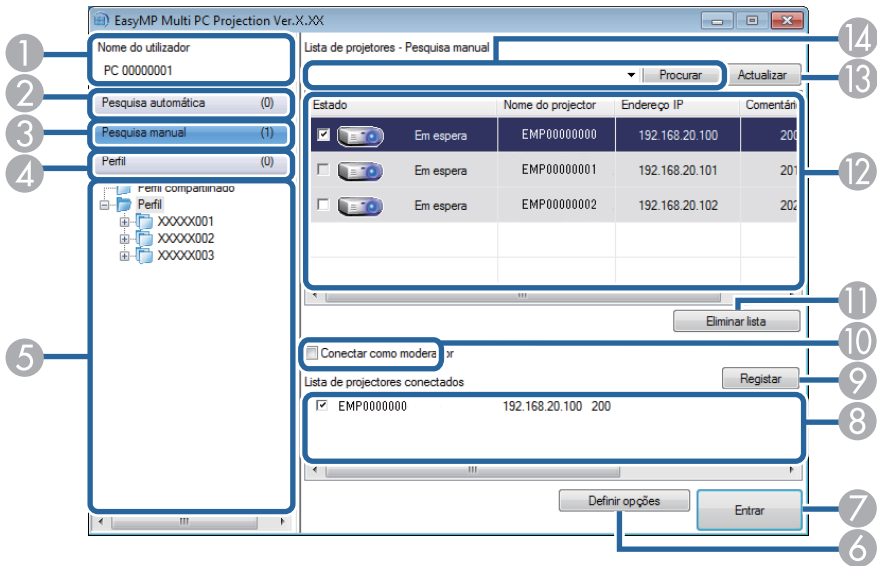 EasyMP Multi PC Projection Ver.X.XX
1
Nome do utilizador
PC 00000001
2
Pesquisa automática (0)
3
Pesquisa manual (1)
4
Perfil (0)
5
Perfil compartilhado
Perfil
XXXXX001
XXXXX002
XXXXX003
Lista de projetores - Pesquisa manual
14
Procurar
Actualizar
13
Estado Nome do projector Endereço IP Comentári
Em espera EMP00000000 192.168.20.100 200
Em espera EMP00000001 192.168.20.101 201
12
Em espera EMP00000002 192.168.20.102 202
Eliminar lista
11
Conectar como moderador
10
Lista de projectores conectados
Registar
9
EMP0000000 192.168.20.100 200
8
Definir opções
Entrar
7
6